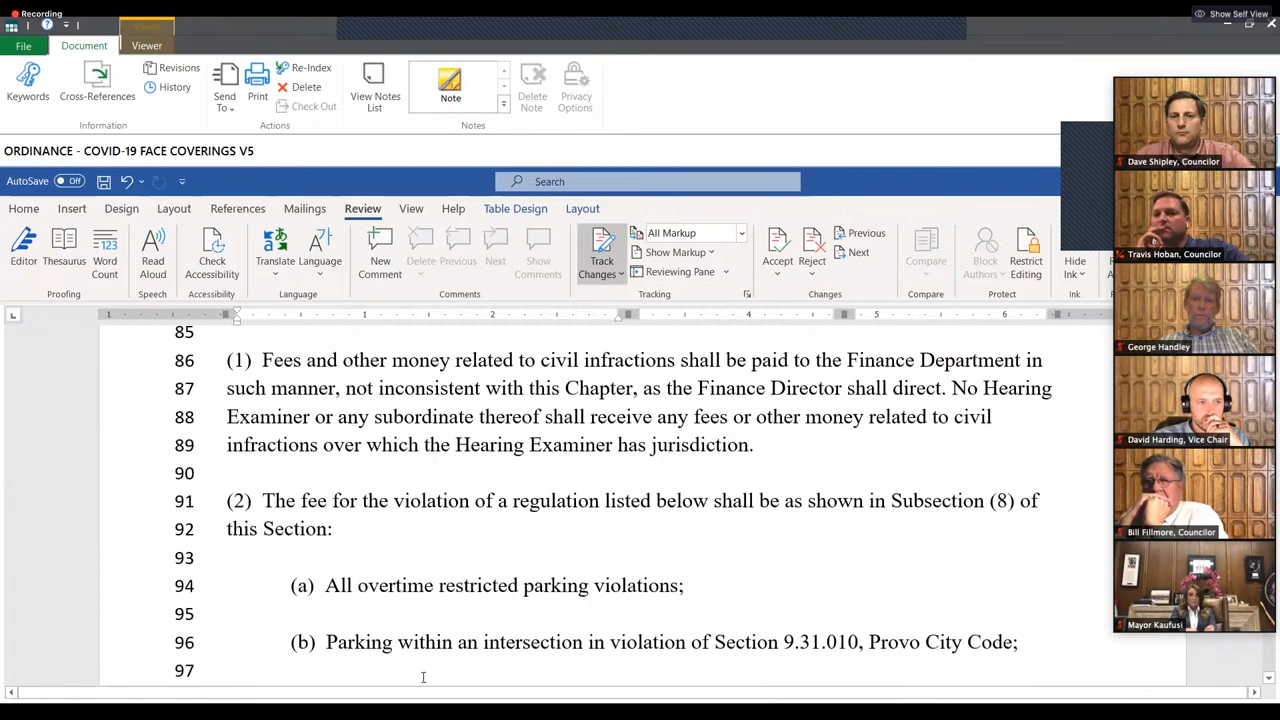 Recording
Show Self View
File Document Viewer
Keywords Cross-References Revisions History
Information
Send To Print Re-Index Delete Check Out
Actions
View Notes List Note Delete Note Privacy Options
Notes
ORDINANCE - COVID-19 FACE COVERINGS V5
AutoSave Off Search
Home Insert Design Layout References Mailings Review View Help Table Design Layout
Editor Thesaurus Word Count Read Aloud Check Accessibility Translate Language New Comment Delete Previous Next Show Comments Track Changes All Markup Show Markup Reviewing Pane Accept Reject Previous Next Compare Block Authors Restrict Editing Hide Ink
Proofing Speech Accessibility Language Comments Tracking Changes Compare Protect Ink
1 1 2 4 5 6
85
86 (1) Fees and other money related to civil infractions shall be paid to the Finance Department in
87 such manner, not inconsistent with this Chapter, as the Finance Director shall direct. No Hearing
88 Examiner or any subordinate thereof shall receive any fees or other money related to civil
89 infractions over which the Hearing Examiner has jurisdiction.
90
91 (2) The fee for the violation of a regulation listed below shall be as shown in Subsection (8) of
92 this Section:
93
94 (a) All overtime restricted parking violations;
95
96 (b) Parking within an intersection in violation of Section 9.31.010, Provo City Code;
97
Dave Shipley, Councilor
Travis Hoban, Councilor
George Handley
David Harding, Vice Chair
Bill Fillmore, Councilor
Mayor Kaufusi